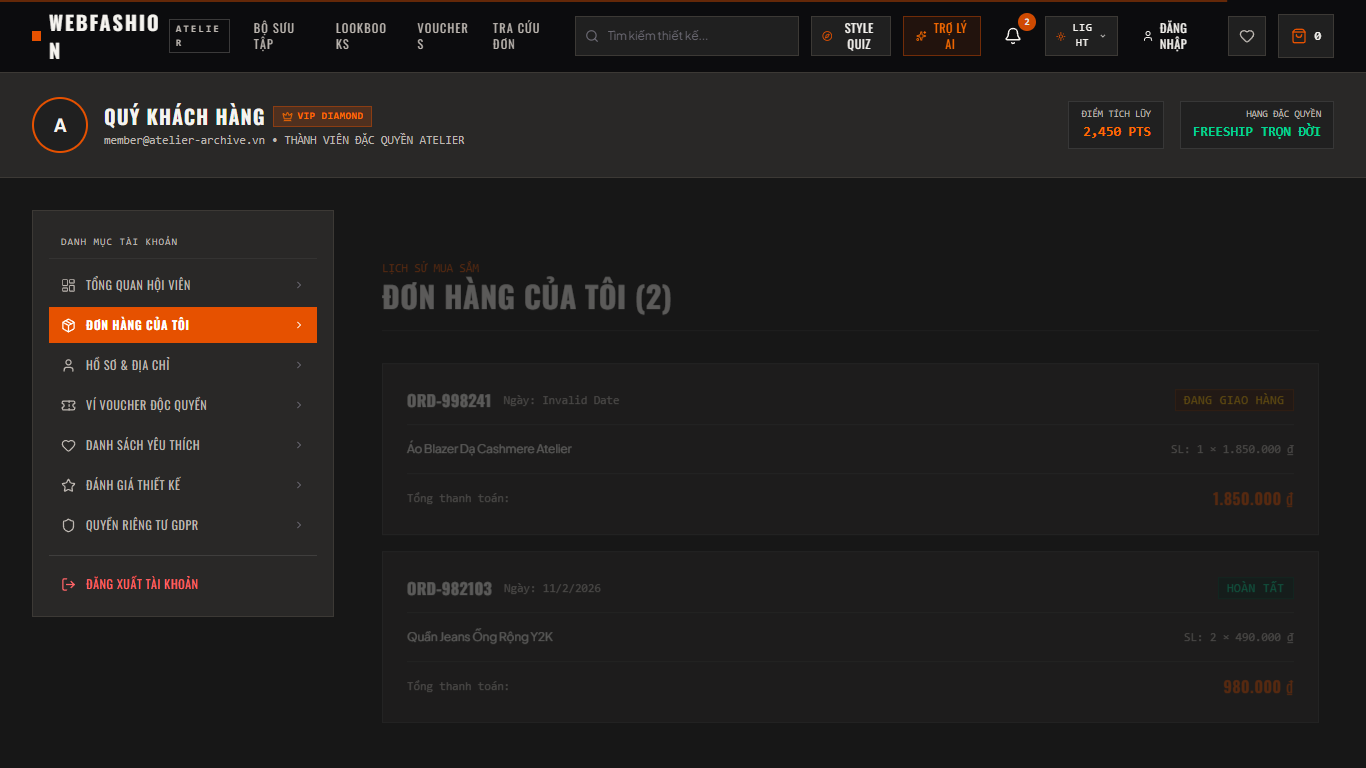 WEBFASHIO
N
ATELIE
R
BỘ SƯU
TẬP
LOOKBOO
KS
VOUCHER
S
TRA CỨU
ĐƠN
Tìm kiếm thiết kế...
STYLE
QUIZ
TRỢ LÝ
AI
2
LIG
HT
ĐĂNG
NHẬP
0
A
QUÝ KHÁCH HÀNG
VIP DIAMOND
member@atelier-archive.vn • THÀNH VIÊN ĐẶC QUYỀN ATELIER
ĐIỂM TÍCH LŨY
2,450 PTS
HẠNG ĐẶC QUYỀN
FREESHIP TRỌN ĐỜI
DANH MỤC TÀI KHOẢN
TỔNG QUAN HỘI VIÊN
ĐƠN HÀNG CỦA TÔI
HỒ SƠ & ĐỊA CHỈ
VÍ VOUCHER ĐỘC QUYỀN
DANH SÁCH YÊU THÍCH
ĐÁNH GIÁ THIẾT KẾ
QUYỀN RIÊNG TƯ GDPR
ĐĂNG XUẤT TÀI KHOẢN
LỊCH SỬ MUA SẮM
ĐƠN HÀNG CỦA TÔI (2)
ORD-998241 Ngày: Invalid Date
ĐANG GIAO HÀNG
Áo Blazer Dạ Cashmere Atelier
SL: 1 × 1.850.000 ₫
Tổng thanh toán:
1.850.000 ₫
ORD-982103 Ngày: 11/2/2026
HOÀN TẤT
Quần Jeans Ống Rộng Y2K
SL: 2 × 490.000 ₫
Tổng thanh toán:
980.000 ₫